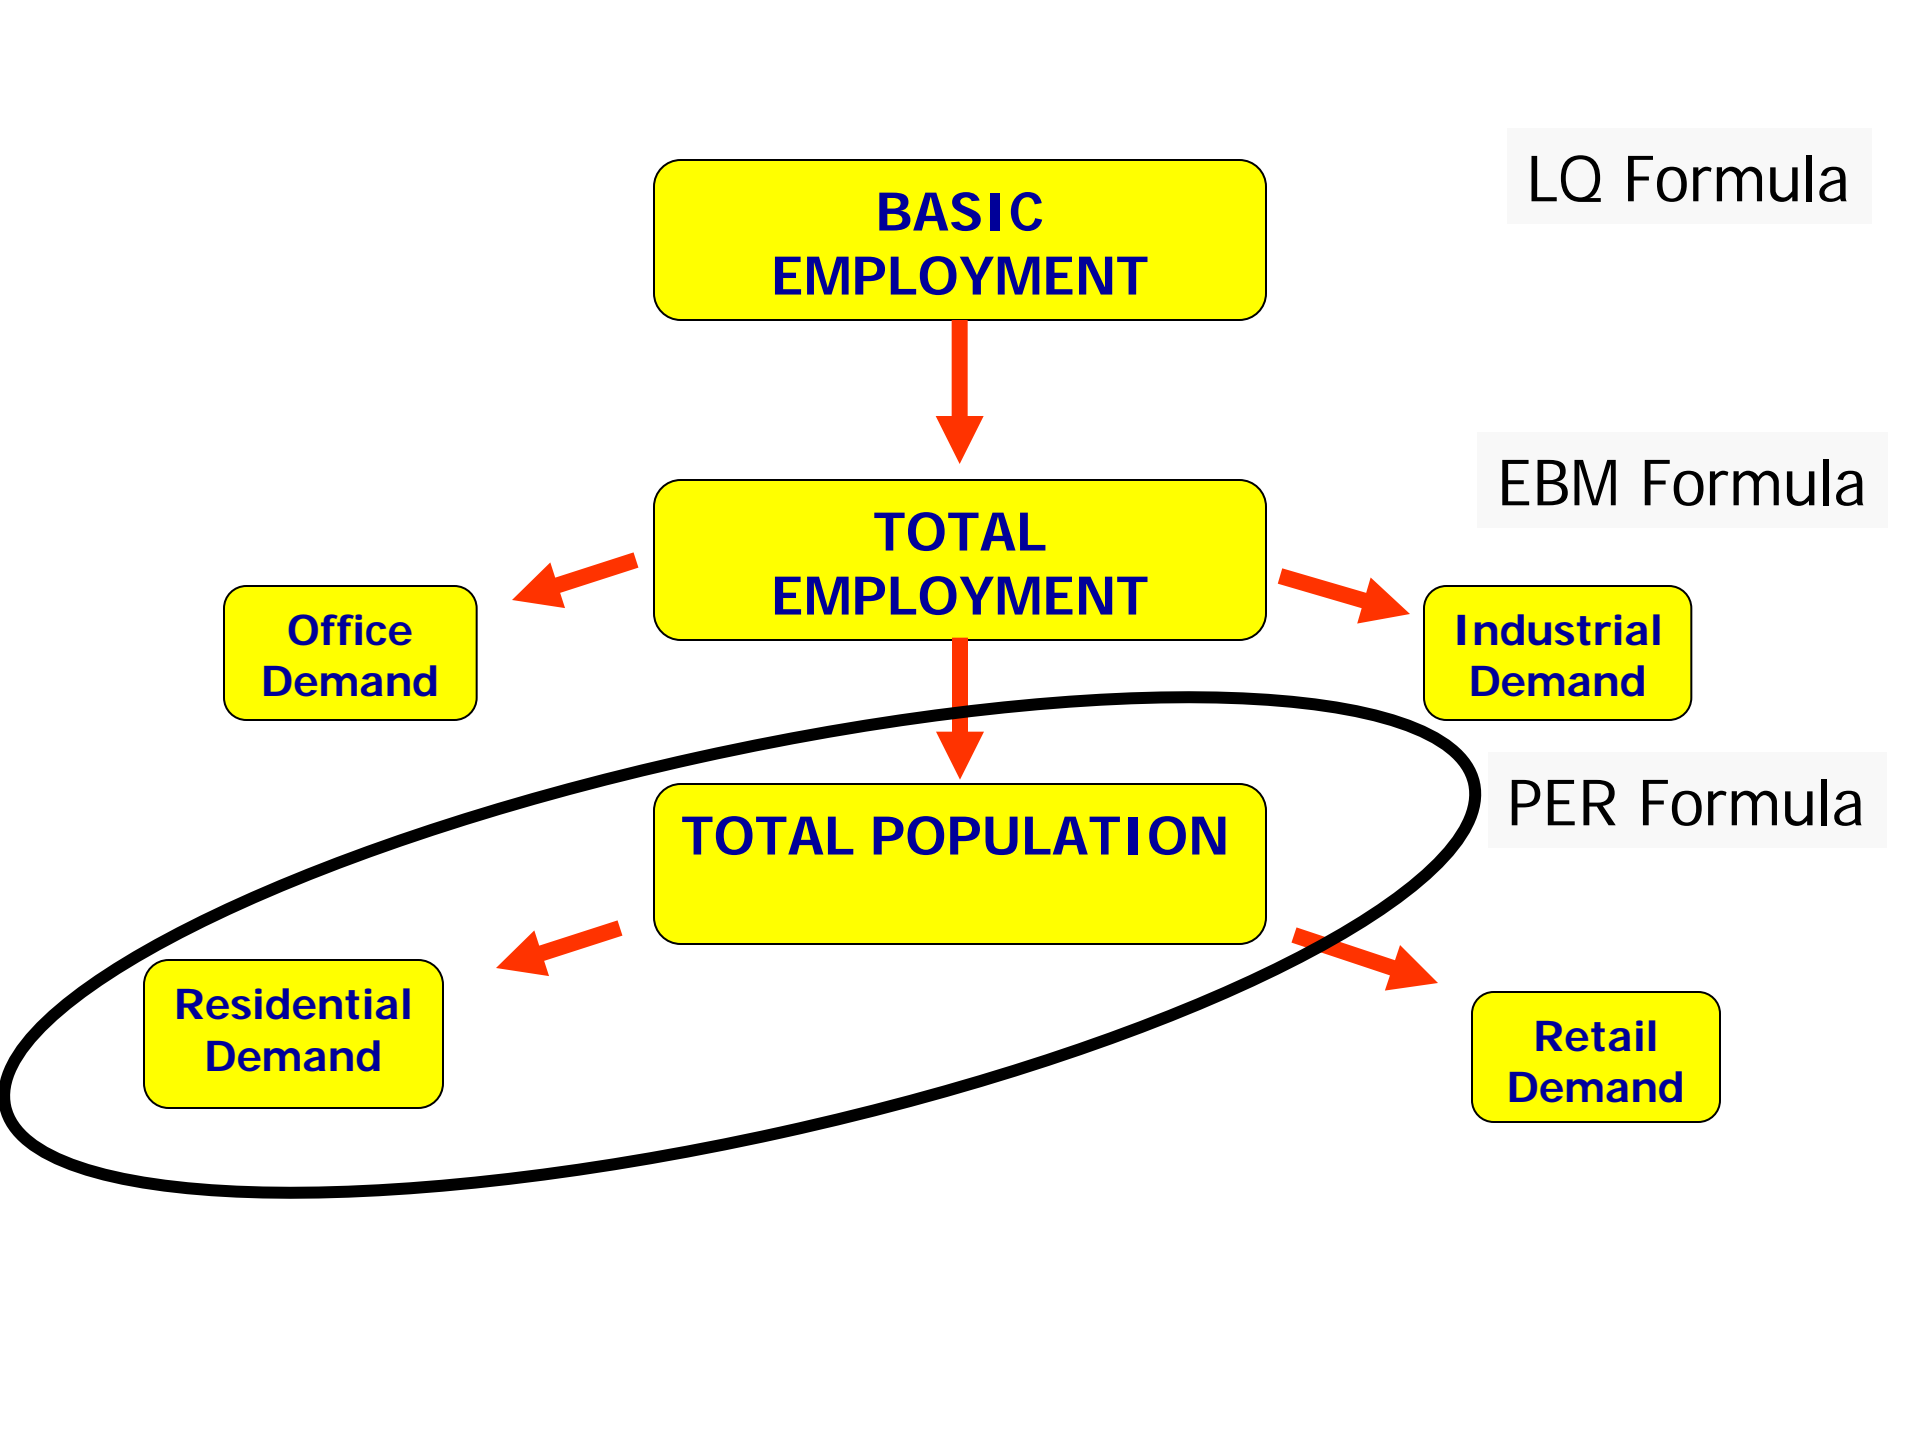 LQ Formula
BASIC
EMPLOYMENT
EBM Formula
TOTAL
EMPLOYMENT
Office
Demand
Industrial
Demand
PER Formula
TOTAL POPULATION
Residential
Demand
Retail
Demand